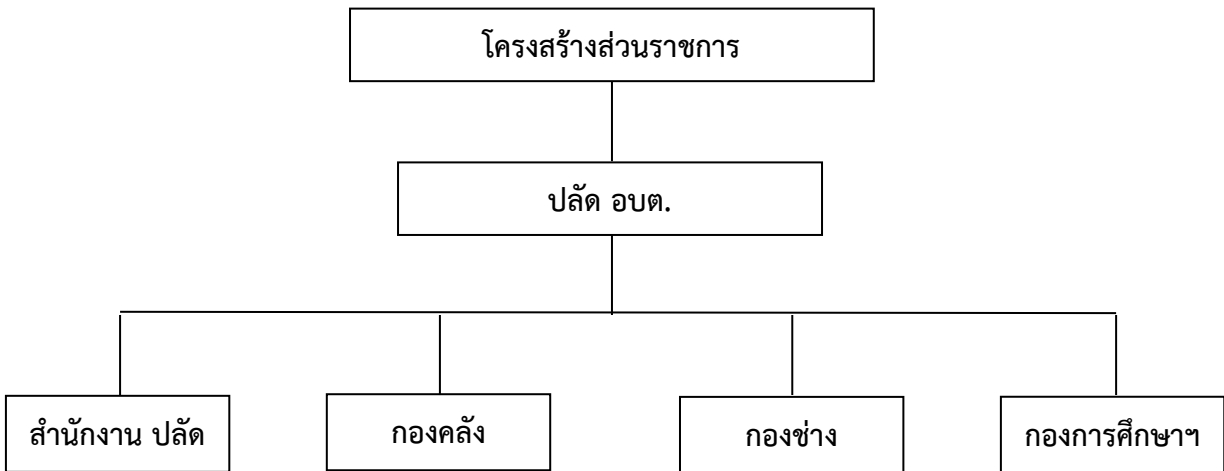 โครงสร้างส่วนราชการ
ปลัด อบต.
สำนักงาน ปลัด
กองคลัง
กองช่าง
กองการศึกษาฯ